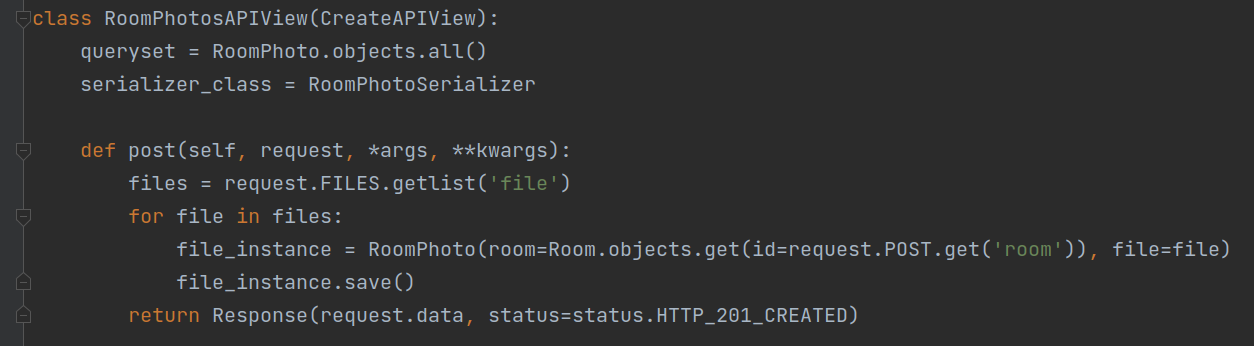 class RoomPhotosAPIView(CreateAPIView):
    queryset = RoomPhoto.objects.all()
    serializer_class = RoomPhotoSerializer

    def post(self, request, *args, **kwargs):
        files = request.FILES.getlist('file')
        for file in files:
            file_instance = RoomPhoto(room=Room.objects.get(id=request.POST.get('room')), file=file)
            file_instance.save()
        return Response(request.data, status=status.HTTP_201_CREATED)